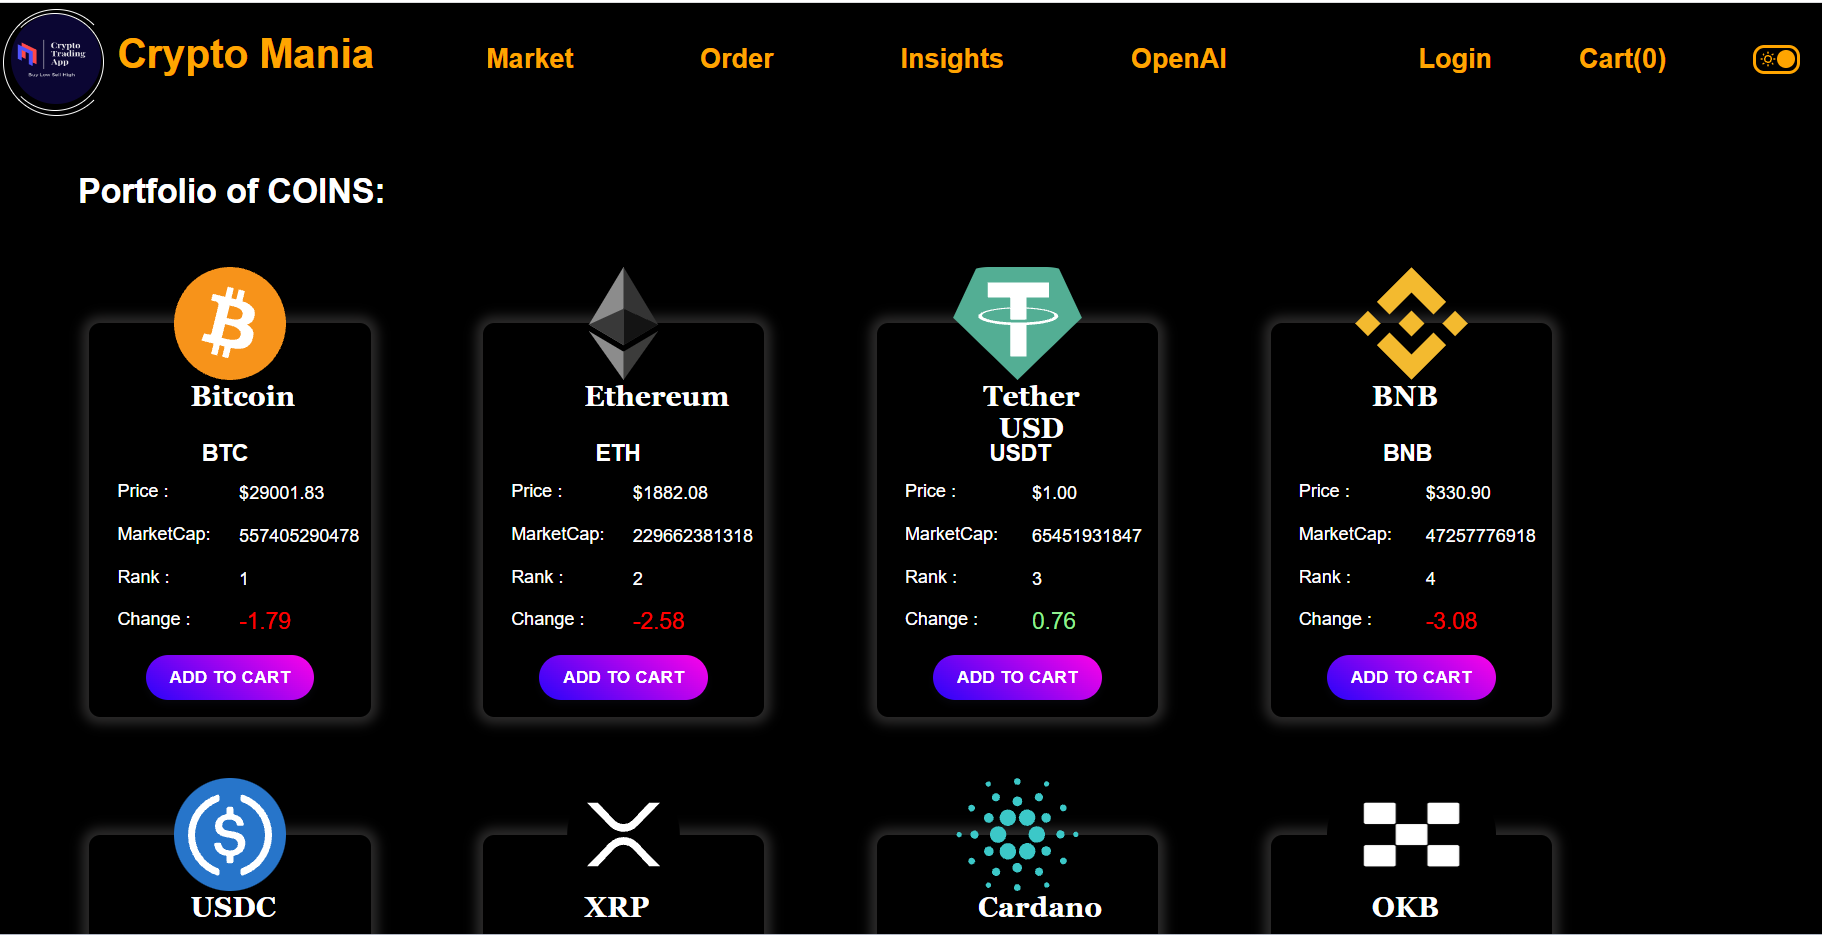 Crypto
Trading
App
Buy Low Sell High
Crypto Mania
Market
Order
Insights
OpenAI
Login
Cart(0)
Portfolio of COINS:
Bitcoin
BTC
Price :
$29001.83
MarketCap:
557405290478
Rank :
1
Change :
-1.79
ADD TO CART
Ethereum
ETH
Price :
$1882.08
MarketCap:
229662381318
Rank :
2
Change :
-2.58
ADD TO CART
Tether
USD
USDT
Price :
$1.00
MarketCap:
65451931847
Rank :
3
Change :
0.76
ADD TO CART
BNB
BNB
Price :
$330.90
MarketCap:
47257776918
Rank :
4
Change :
-3.08
ADD TO CART
USDC
XRP
Cardano
OKB